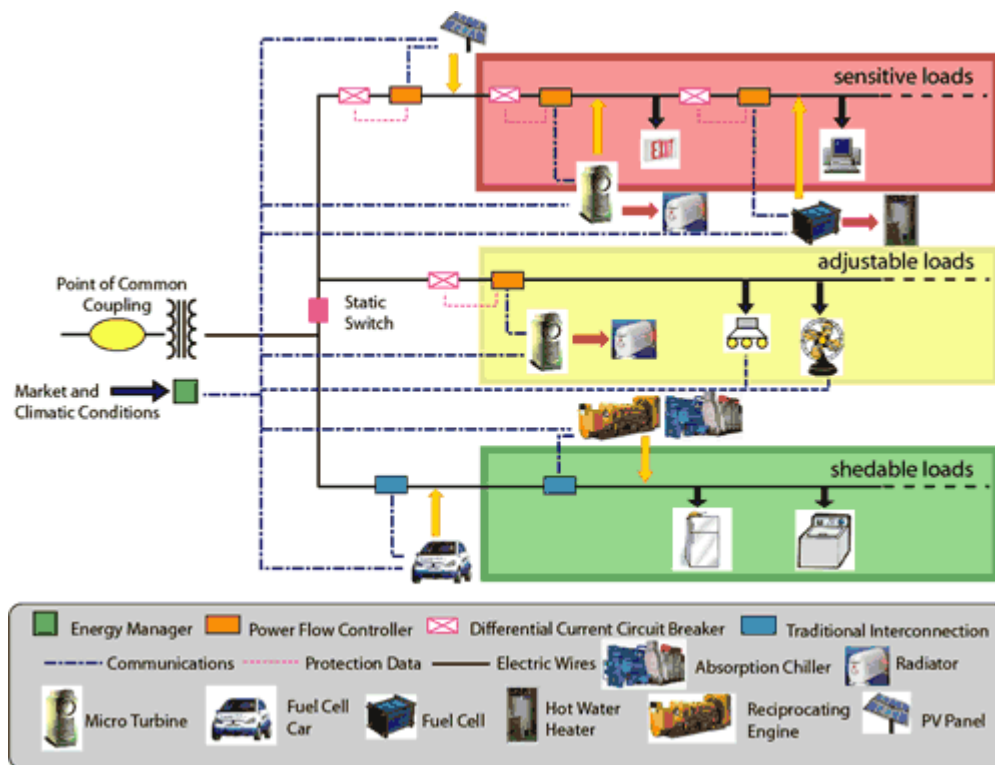 sensitive loads
EXIT
adjustable loads
Point of Common
Coupling
Static
Switch
Market and
Climatic Conditions
shedable loads
Energy Manager
Power Flow Controller
Differential Current Circuit Breaker
Traditional Interconnection
Communications
Protection Data
Electric Wires
Absorption Chiller
Radiator
Micro Turbine
Fuel Cell
Car
Fuel Cell
Hot Water
Heater
Reciprocating
Engine
PV Panel